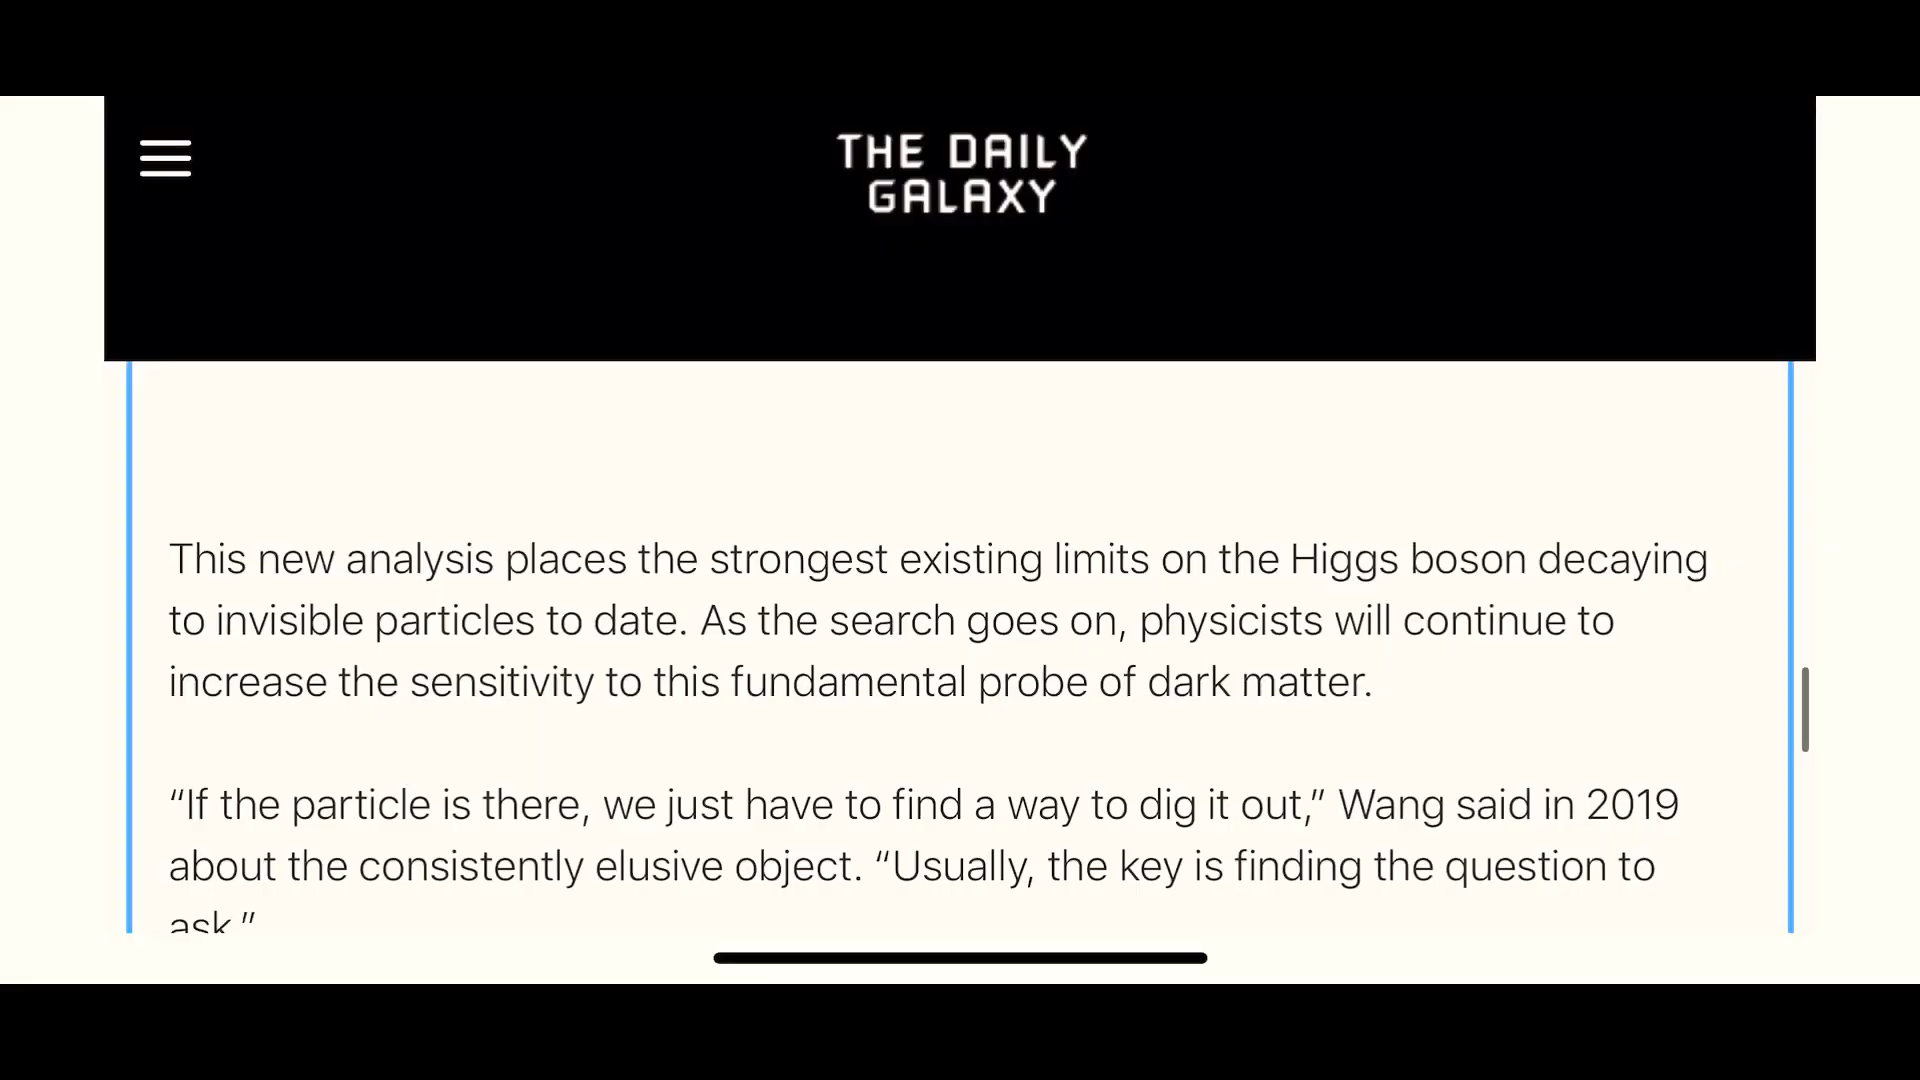 THE DAILY
GALAXY
This new analysis places the strongest existing limits on the Higgs boson decaying
to invisible particles to date. As the search goes on, physicists will continue to
increase the sensitivity to this fundamental probe of dark matter.
“If the particle is there, we just have to find a way to dig it out,” Wang said in 2019
about the consistently elusive object. “Usually, the key is finding the question to
ask.”